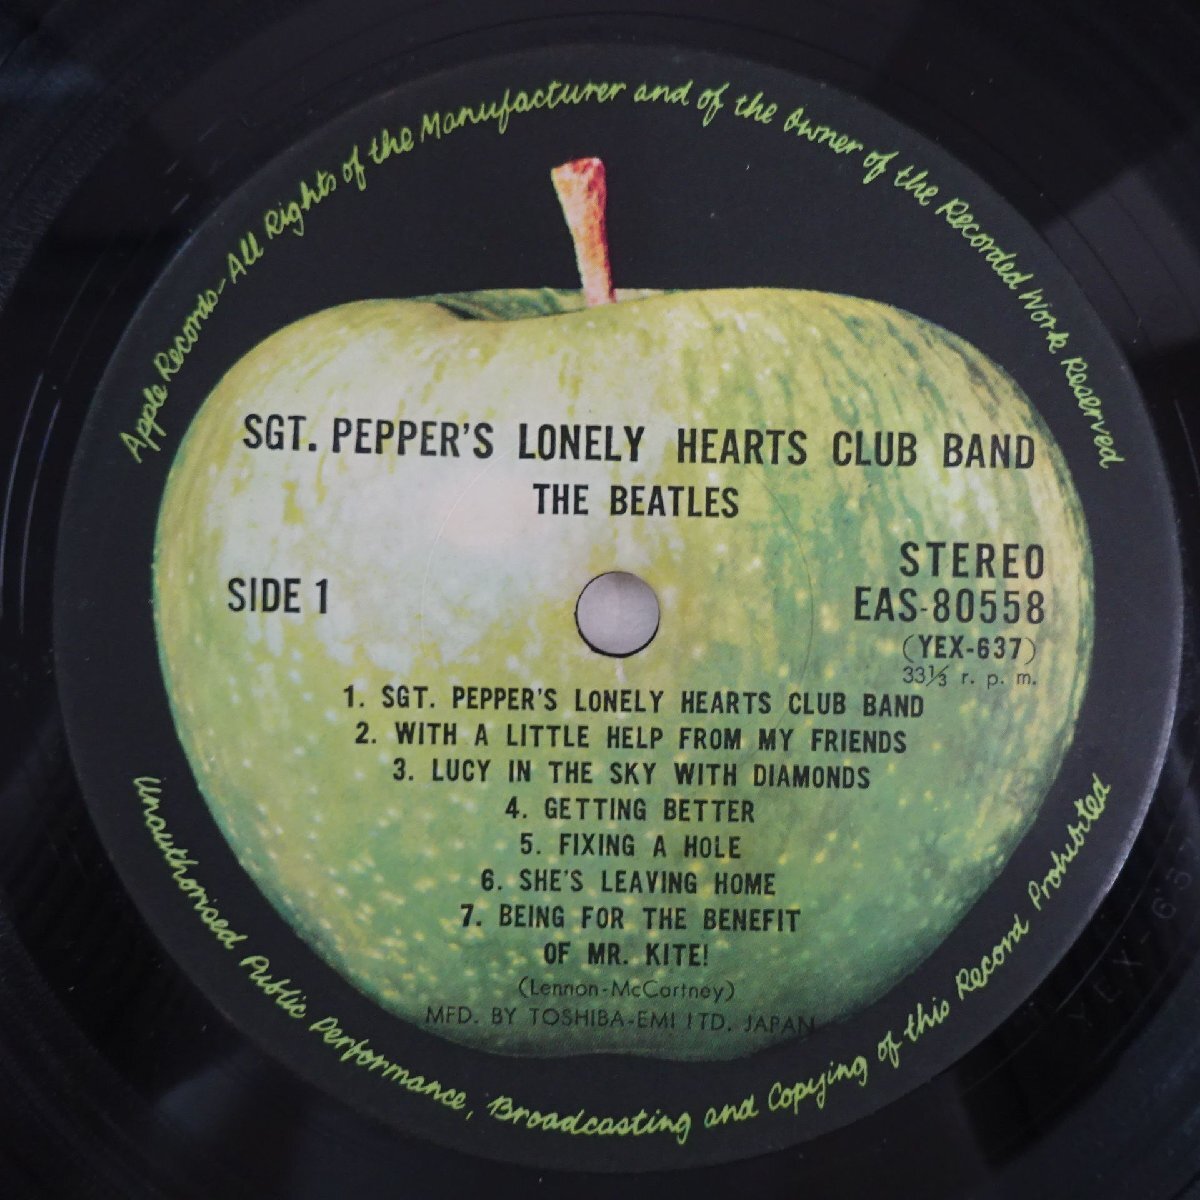 Apple Records - All Rights of the Manufacturer and of the Owner of the Recorded Work Reserved
SGT. PEPPER'S LONELY HEARTS CLUB BAND
THE BEATLES
STEREO
SIDE 1
EAS-80558
(YEX-637)
33⅓ r. p. m.
1. SGT. PEPPER'S LONELY HEARTS CLUB BAND
2. WITH A LITTLE HELP FROM MY FRIENDS
3. LUCY IN THE SKY WITH DIAMONDS
4. GETTING BETTER
5. FIXING A HOLE
6. SHE'S LEAVING HOME
7. BEING FOR THE BENEFIT
OF MR. KITE!
(Lennon-McCartney)
MFD. BY TOSHIBA-EMI LTD. JAPAN
Unauthorised Public Performance, Broadcasting and Copying of this Record Prohibited